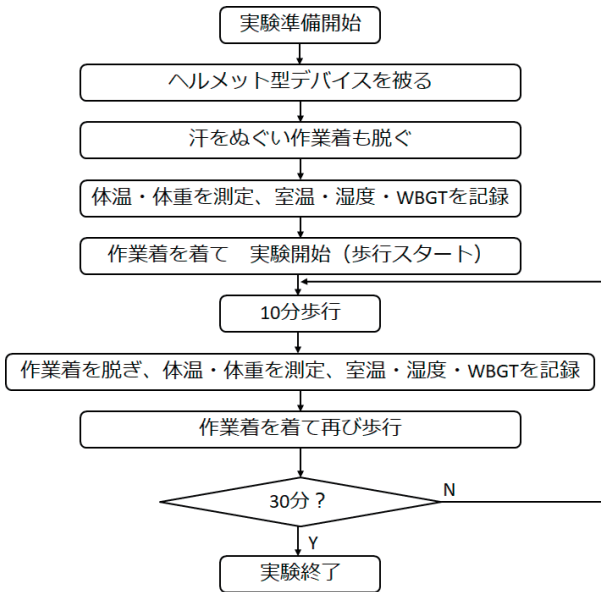 実験準備開始
ヘルメット型デバイスを被る
汗をぬぐい作業着も脱ぐ
体温・体重を測定、室温・湿度・WBGTを記録
作業着を着て　実験開始（歩行スタート）
10分歩行
作業着を脱ぎ、体温・体重を測定、室温・湿度・WBGTを記録
作業着を着て再び歩行
30分？
N
Y
実験終了